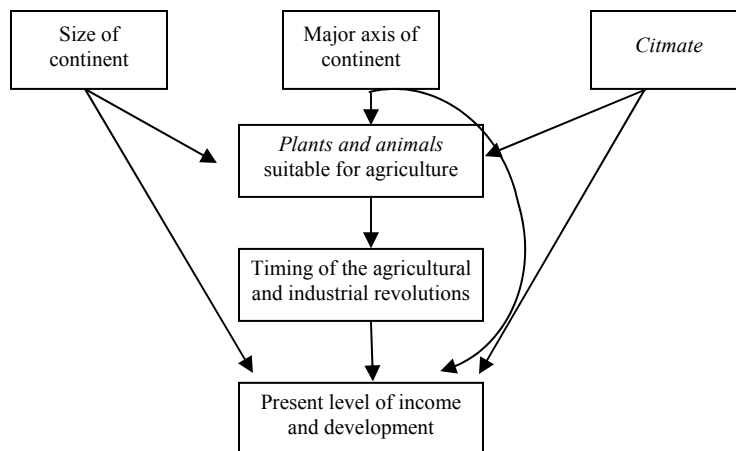 Size of
continent
Major axis of
continent
Citmate
Plants and animals
suitable for agriculture
Timing of the agricultural
and industrial revolutions
Present level of income
and development